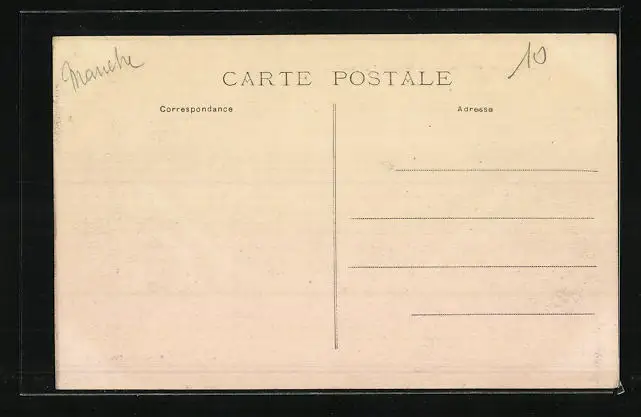 Manche
10
CARTE POSTALE
Correspondance
Adresse